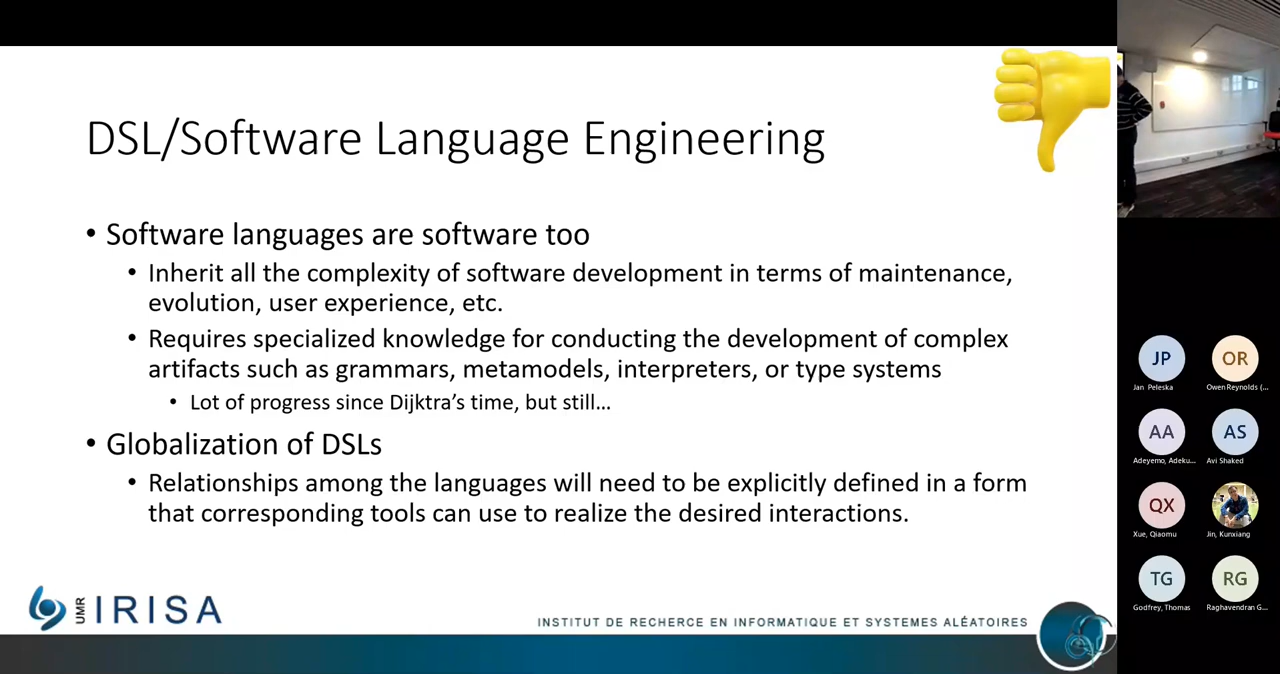 DSL/Software Language Engineering
• Software languages are software too
• Inherit all the complexity of software development in terms of maintenance,
evolution, user experience, etc.
• Requires specialized knowledge for conducting the development of complex
artifacts such as grammars, metamodels, interpreters, or type systems
• Lot of progress since Dijktra’s time, but still…
• Globalization of DSLs
• Relationships among the languages will need to be explicitly defined in a form
that corresponding tools can use to realize the desired interactions.
UMR IRISA
INSTITUT DE RECHERCE EN INFORMATIQUE ET SYSTEMES ALÉATOIRES
JP
Jan Peleska
OR
Owen Reynolds (...
AA
Adeyemo, Adeku...
AS
Avi Shaked
QX
Xue, Qiaomu
Jin, Kunxiang
TG
Godfrey, Thomas
RG
Raghavendran G...